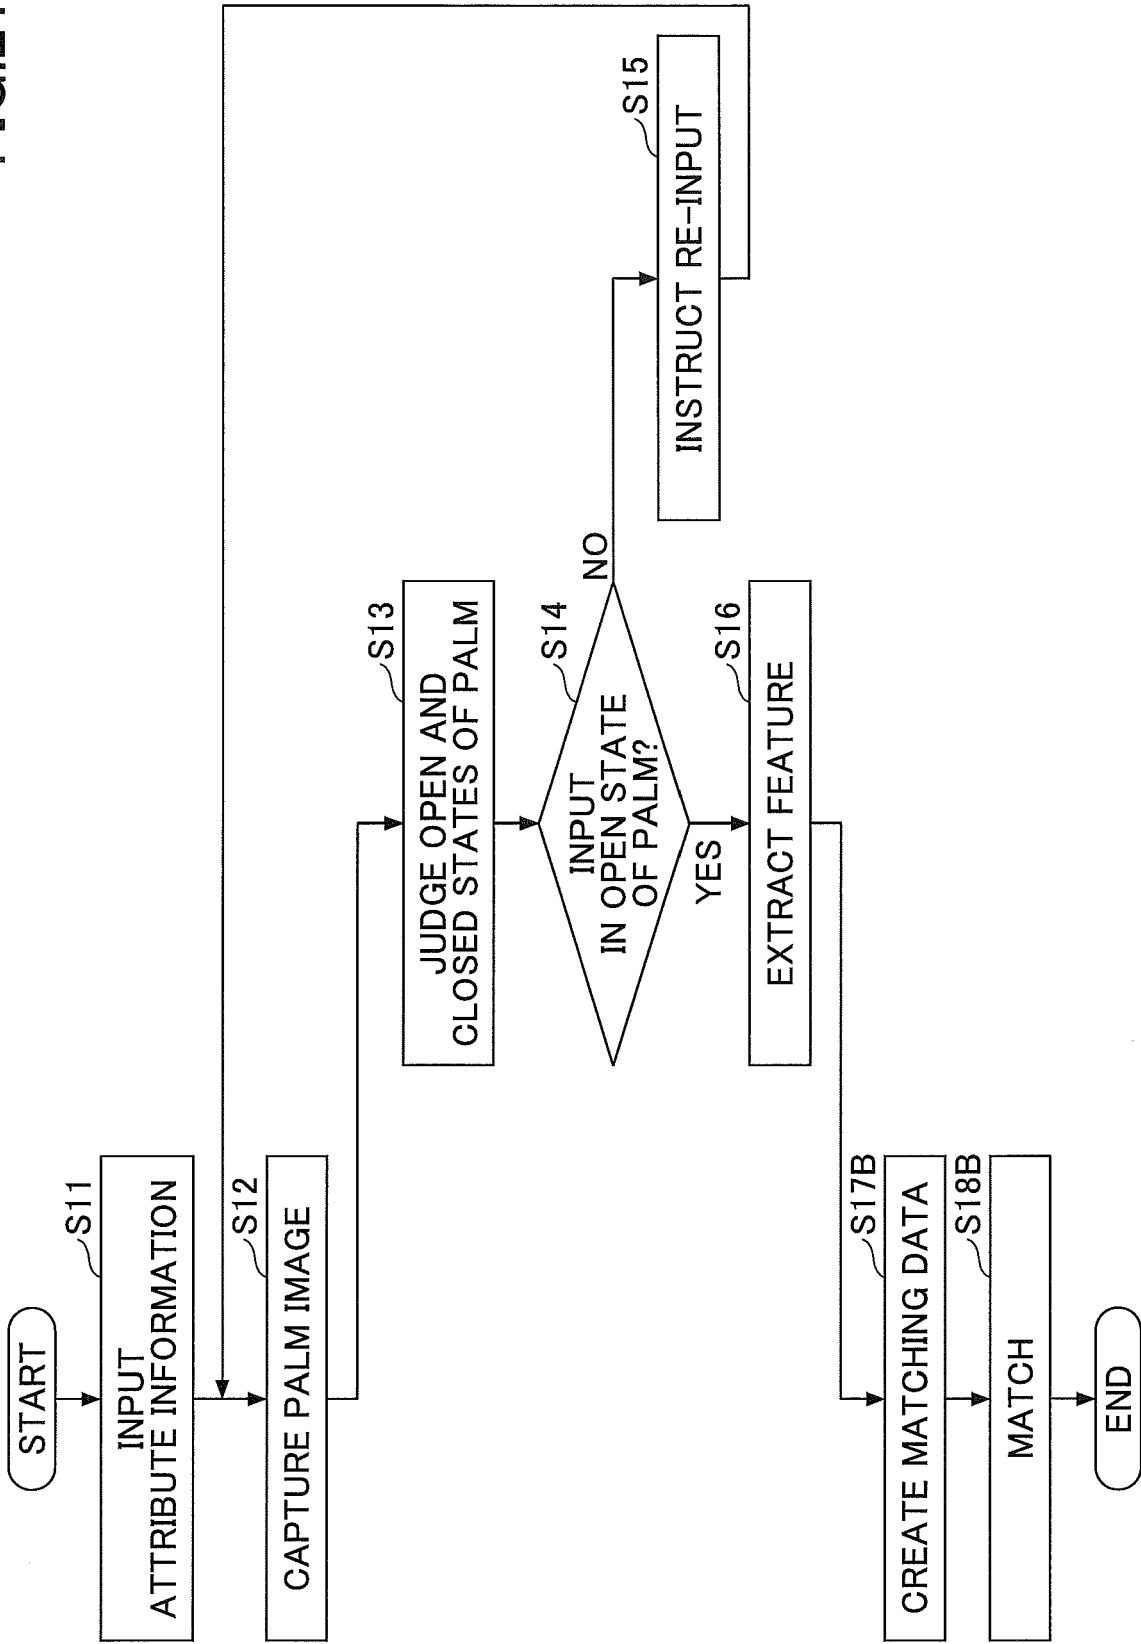 START
S11
INPUT
ATTRIBUTE INFORMATION
S12
CAPTURE PALM IMAGE
S13
JUDGE OPEN AND
CLOSED STATES OF PALM
S14
INPUT
IN OPEN STATE
OF PALM?
NO
YES
S15
INSTRUCT RE-INPUT
S16
EXTRACT FEATURE
S17B
CREATE MATCHING DATA
S18B
MATCH
END